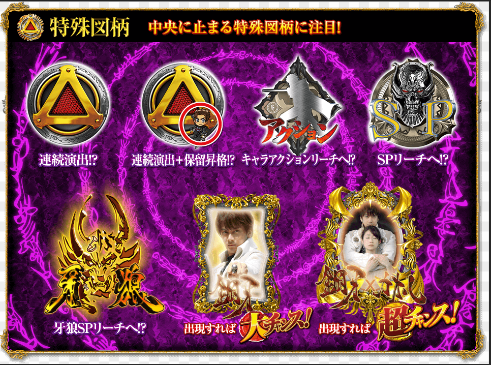 特殊図柄 中央に止まる特殊図柄に注目!
連続演出!?
連続演出+保留昇格!?
アクション
キャラアクションリーチへ!?
SP
SPリーチへ!?
牙狼
牙狼SPリーチへ!?
出現すれば大チャンス!
出現すれば超チャンス!